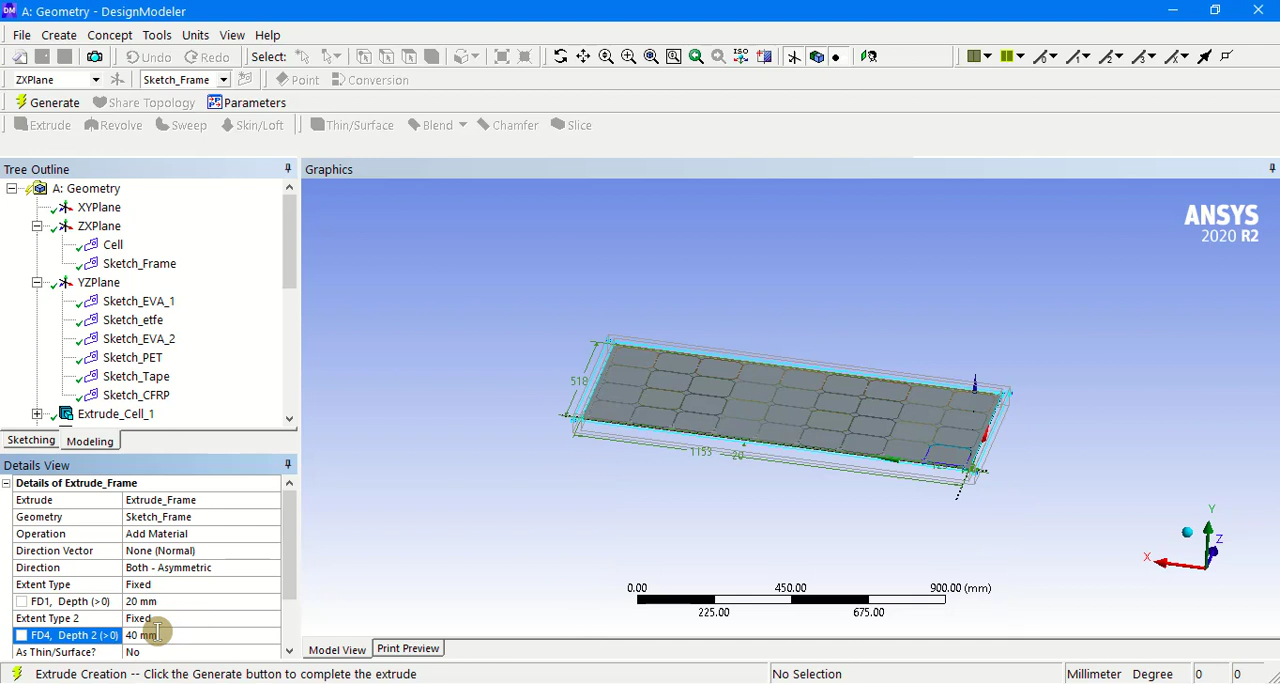 DM A: Geometry - DesignModeler
File Create Concept Tools Units View Help
Undo Redo Select: ISO
ZXPlane Sketch_Frame Point Conversion
Generate Share Topology Parameters
Extrude Revolve Sweep Skin/Loft Thin/Surface Blend Chamfer Slice
Tree Outline
A: Geometry
XYPlane
ZXPlane
Cell
Sketch_Frame
YZPlane
Sketch_EVA_1
Sketch_etfe
Sketch_EVA_2
Sketch_PET
Sketch_Tape
Sketch_CFRP
Extrude_Cell_1
Sketching Modeling
Details View
Details of Extrude_Frame
Extrude Extrude_Frame
Geometry Sketch_Frame
Operation Add Material
Direction Vector None (Normal)
Direction Both - Asymmetric
Extent Type Fixed
FD1, Depth (>0) 20 mm
Extent Type 2 Fixed
FD4, Depth 2 (>0) 40 mm
As Thin/Surface? No
Graphics
ANSYS
2020 R2
518
1153
20
Y
Z
X
0.00 450.00 900.00 (mm)
225.00 675.00
Model View Print Preview
Extrude Creation -- Click the Generate button to complete the extrude No Selection Millimeter Degree 0 0